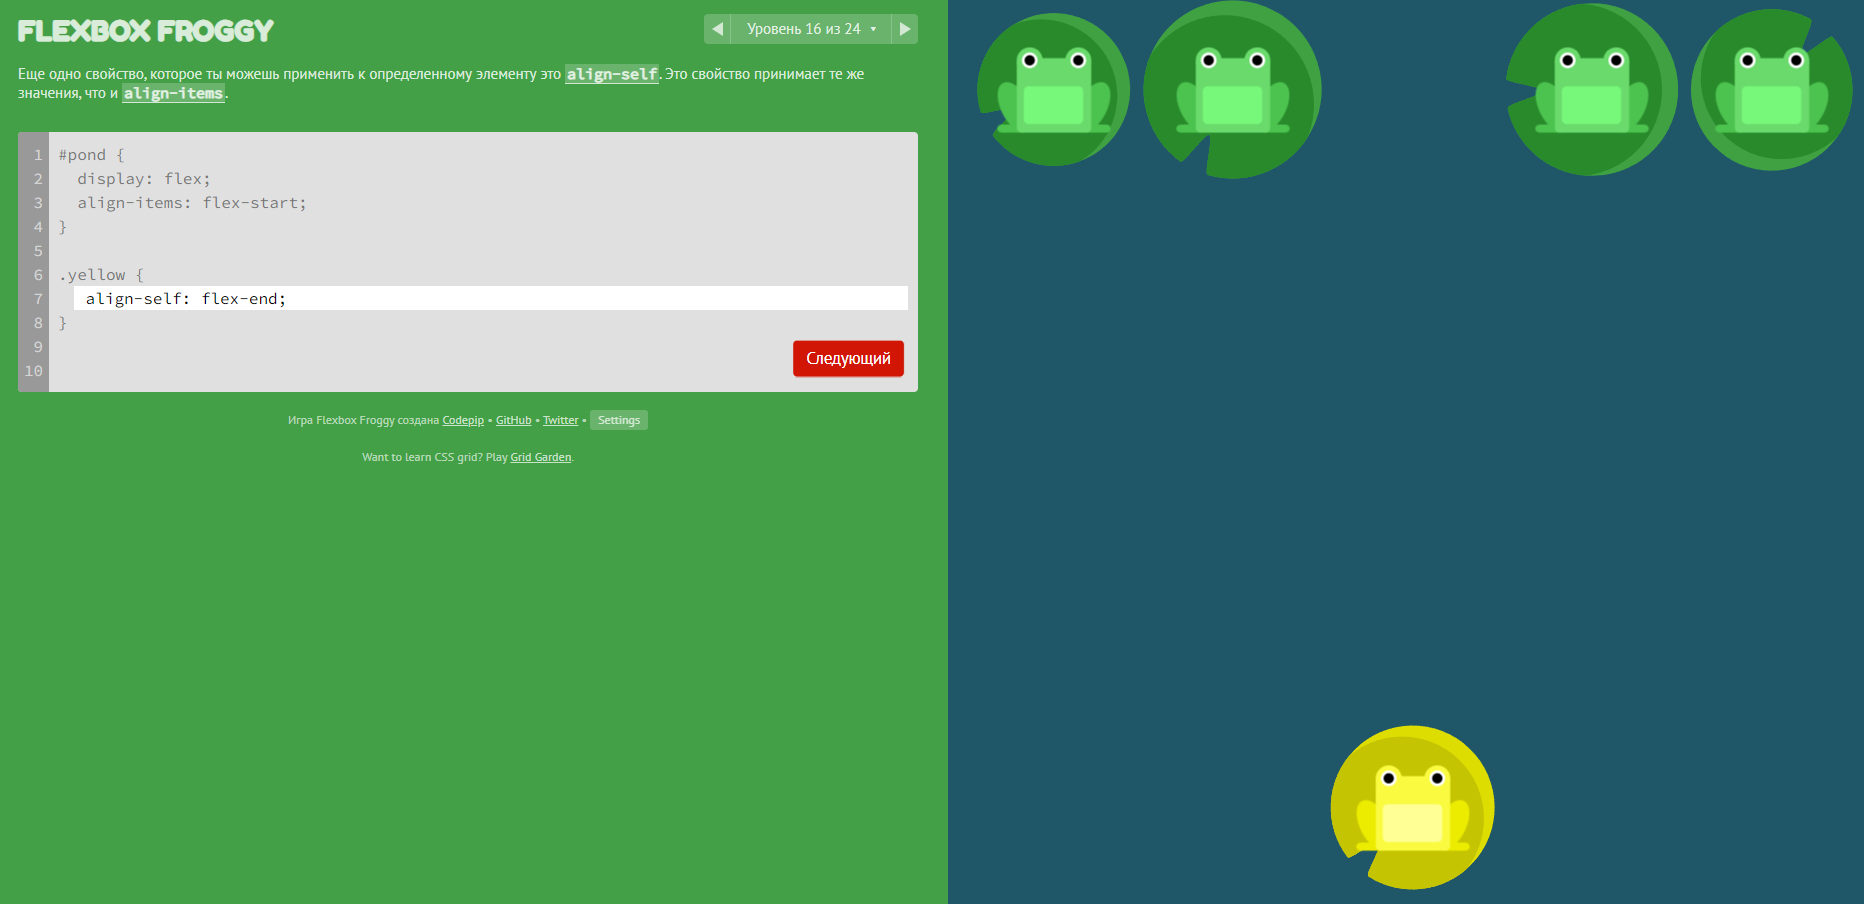 FLEXBOX FROGGY
Уровень 16 из 24
Еще одно свойство, которое ты можешь применить к определенному элементу это align-self. Это свойство принимает те же
значения, что и align-items.
1 #pond {
2 display: flex;
3 align-items: flex-start;
4 }
5
6 .yellow {
7 align-self: flex-end;
8 }
9
10
Следующий
Игра Flexbox Froggy создана Codepip • GitHub • Twitter • Settings
Want to learn CSS grid? Play Grid Garden.